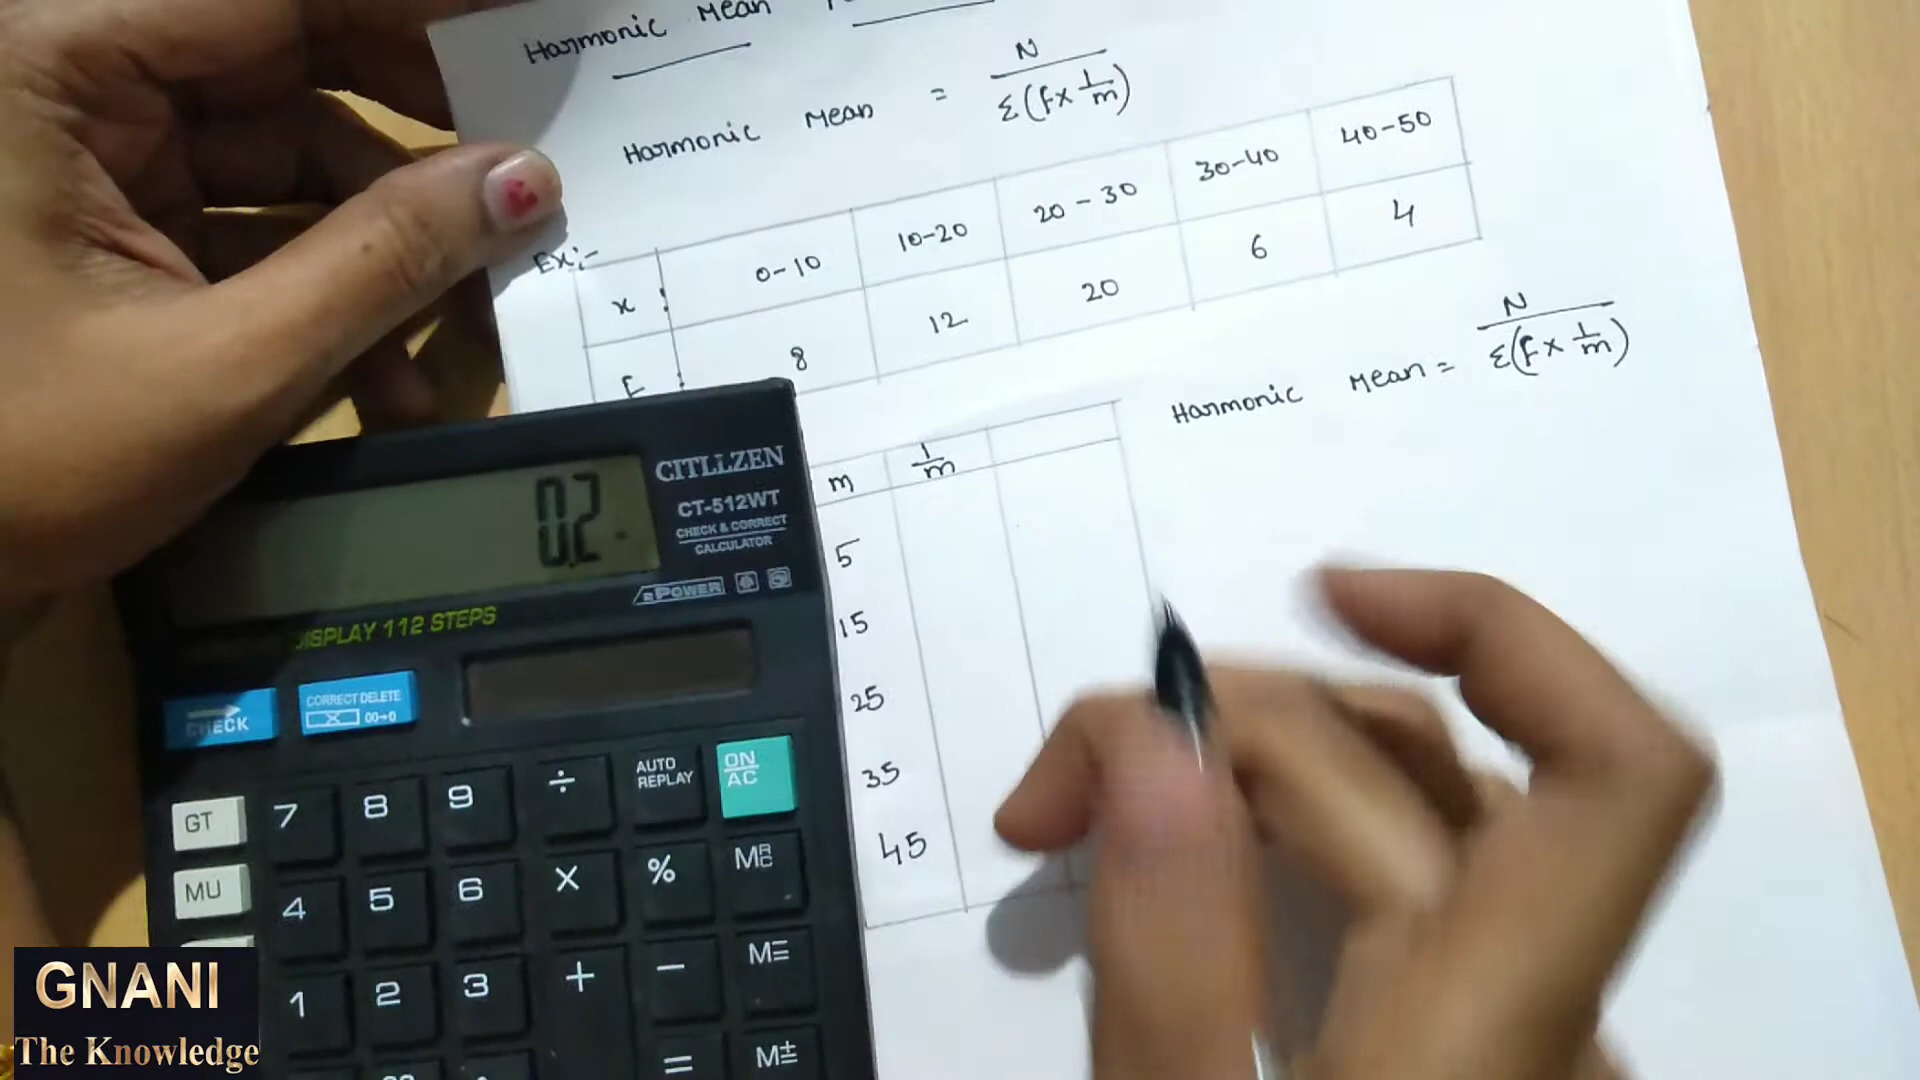 Harmonic Mean
Harmonic Mean = N / Σ(f× 1/m)
Ex:-
x : 0-10 10-20 20-30 30-40 40-50
f : 8 12 20 6 4
Harmonic Mean = N / Σ(f× 1/m)
m 1/m
5
15
25
35
45
0.2
CITLLZEN
CT-512WT
CHECK & CORRECT
CALCULATOR
POWER
DISPLAY 112 STEPS
CHECK
CORRECT DELETE
00→0
AUTO REPLAY
ON/AC
GT 7 8 9 ÷
MU 4 5 6 × % MRC
1 2 3 + − M=
= M±
GNANI
The Knowledge